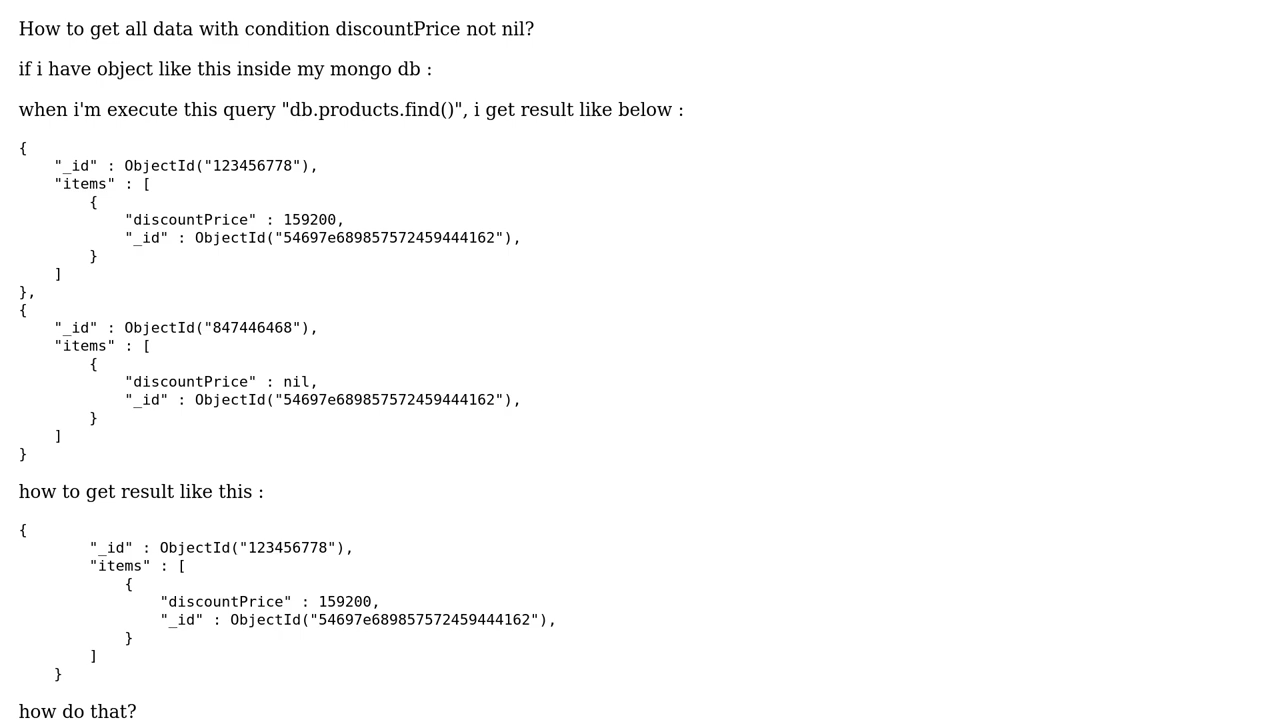 How to get all data with condition discountPrice not nil?
if i have object like this inside my mongo db :
when i'm execute this query "db.products.find()", i get result like below :
{
    "_id" : ObjectId("123456778"),
    "items" : [
        {
            "discountPrice" : 159200,
            "_id" : ObjectId("54697e689857572459444162"),
        }
    ]
},
{
    "_id" : ObjectId("847446468"),
    "items" : [
        {
            "discountPrice" : nil,
            "_id" : ObjectId("54697e689857572459444162"),
        }
    ]
}
how to get result like this :
{
        "_id" : ObjectId("123456778"),
        "items" : [
            {
                "discountPrice" : 159200,
                "_id" : ObjectId("54697e689857572459444162"),
            }
        ]
    }
how do that?